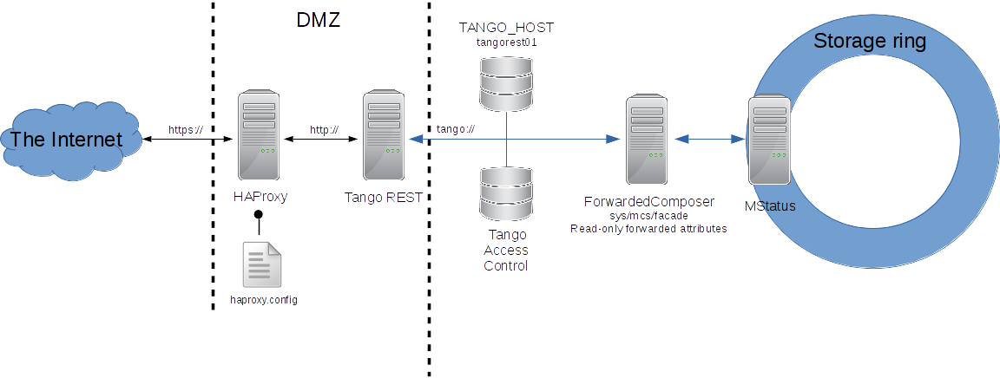 DMZ
TANGO_HOST
tangorest01
Storage ring
The Internet
https://
http://
tango://
HAProxy
Tango REST
ForwardedComposer
sys/mcs/facade
Read-only forwarded attributes
MStatus
Tango
Access
Control
haproxy.config